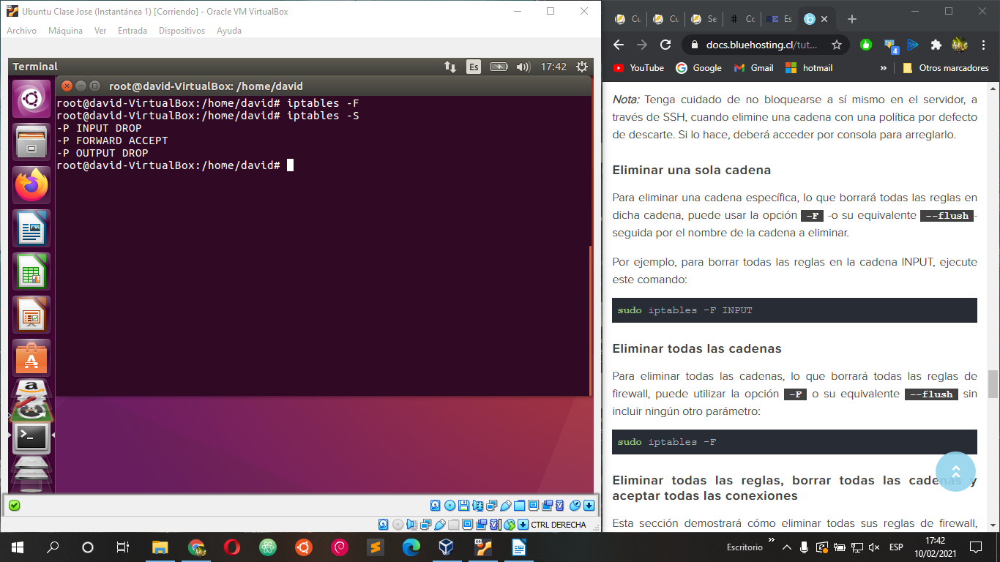 Ubuntu Clase Jose (Instantánea 1) [Corriendo] - Oracle VM VirtualBox
Archivo Máquina Ver Entrada Dispositivos Ayuda
Terminal
Es
17:42
root@david-VirtualBox: /home/david
root@david-VirtualBox:/home/david# iptables -F
root@david-VirtualBox:/home/david# iptables -S
-P INPUT DROP
-P FORWARD ACCEPT
-P OUTPUT DROP
root@david-VirtualBox:/home/david#
CTRL DERECHA
Cu
Cu
Se
Cc
Es
docs.bluehosting.cl/tut...
4
YouTube Google Gmail hotmail » Otros marcadores
Nota: Tenga cuidado de no bloquearse a sí mismo en el servidor, a
través de SSH, cuando elimine una cadena con una política por defecto
de descarte. Si lo hace, deberá acceder por consola para arreglarlo.
Eliminar una sola cadena
Para eliminar una cadena específica, lo que borrará todas las reglas en
dicha cadena, puede usar la opción -F -o su equivalente --flush -
seguida por el nombre de la cadena a eliminar.
Por ejemplo, para borrar todas las reglas en la cadena INPUT, ejecute
este comando:
sudo iptables -F INPUT
Eliminar todas las cadenas
Para eliminar todas las cadenas, lo que borrará todas las reglas de
firewall, puede utilizar la opción -F o su equivalente --flush sin
incluir ningún otro parámetro:
sudo iptables -F
Eliminar todas las reglas, borrar todas las cadenas y
aceptar todas las conexiones
Esta sección demostrará cómo eliminar todas sus reglas de firewall,
Escritorio » ESP
17:42
10/02/2021